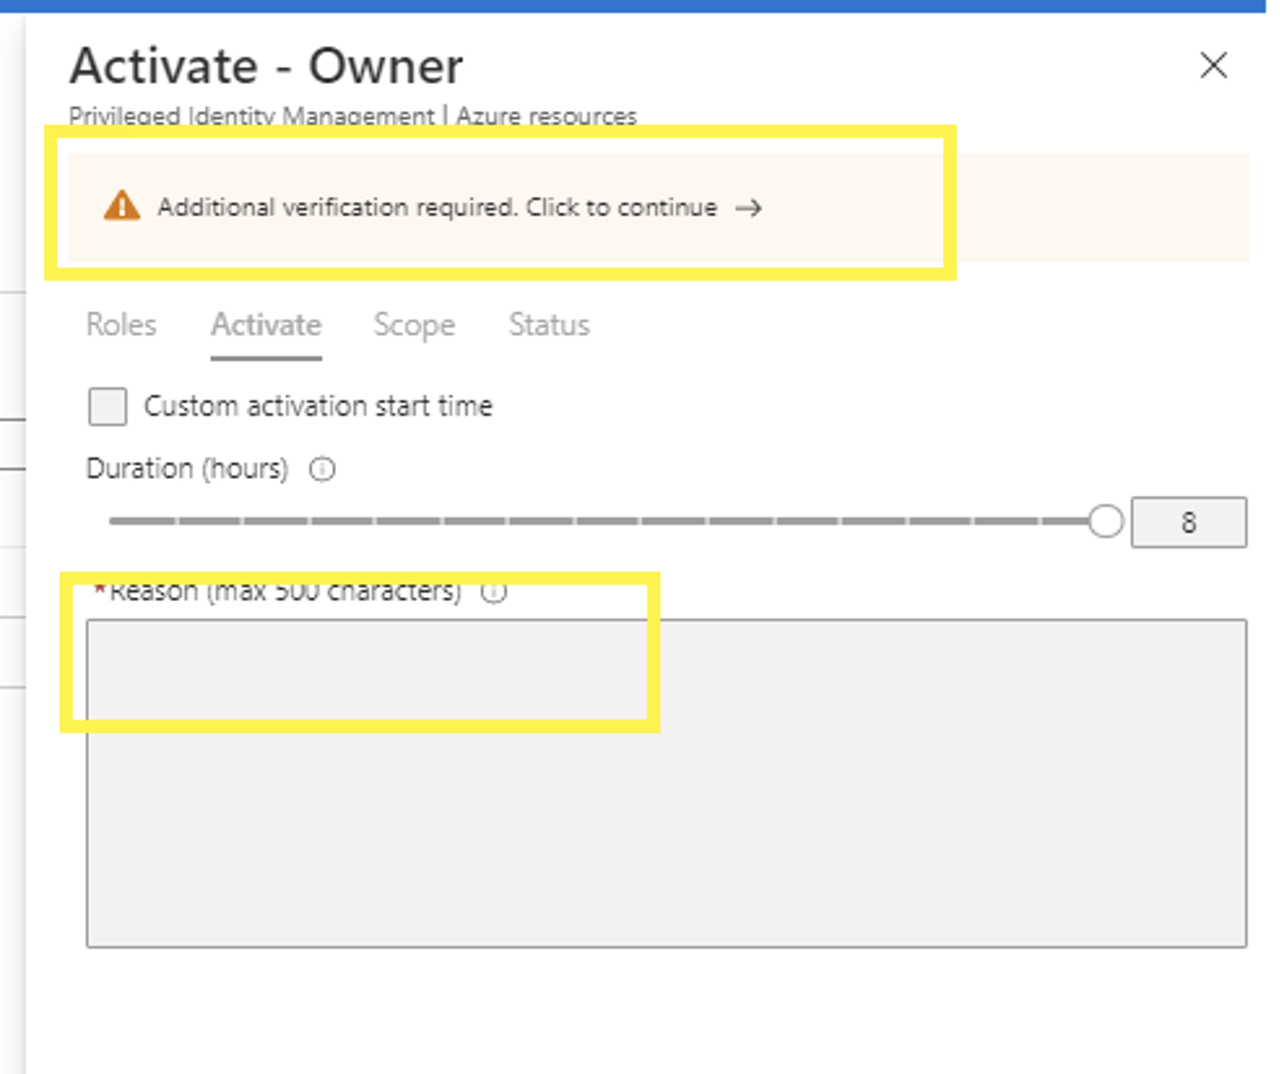 Activate - Owner
Privileged Identity Management | Azure resources
Additional verification required. Click to continue →
Roles Activate Scope Status
Custom activation start time
Duration (hours)
8
*Reason (max 500 characters)